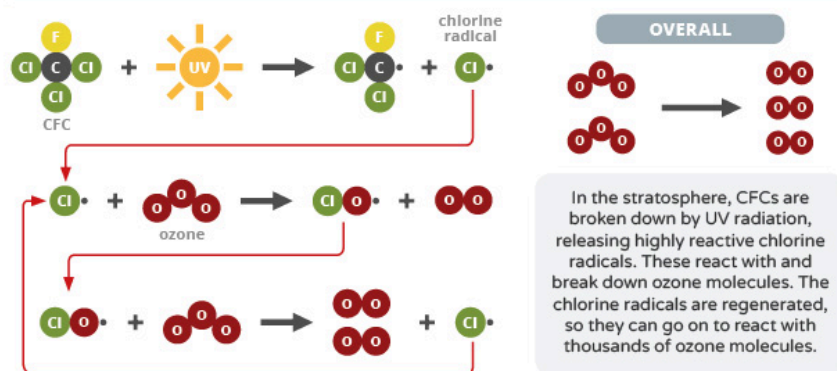 F
Cl C Cl + UV → Cl C • + Cl •
chlorine
radical
Cl Cl
CFC
Cl • + O O O → Cl O • + O O
ozone
Cl O • + O O O → O O + Cl •
O O
OVERALL
O O O → O O
O O
O O O O O
In the stratosphere, CFCs are
broken down by UV radiation,
releasing highly reactive chlorine
radicals. These react with and
break down ozone molecules. The
chlorine radicals are regenerated,
so they can go on to react with
thousands of ozone molecules.